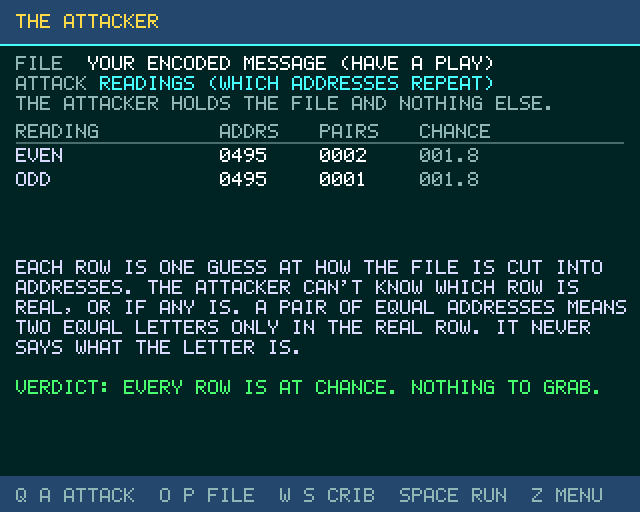 THE ATTACKER
FILE YOUR ENCODED MESSAGE (HAVE A PLAY)
ATTACK READINGS (WHICH ADDRESSES REPEAT)
THE ATTACKER HOLDS THE FILE AND NOTHING ELSE.
READING ADDRS PAIRS CHANCE
EVEN 0495 0002 001.8
ODD 0495 0001 001.8
EACH ROW IS ONE GUESS AT HOW THE FILE IS CUT INTO
ADDRESSES. THE ATTACKER CAN'T KNOW WHICH ROW IS
REAL, OR IF ANY IS. A PAIR OF EQUAL ADDRESSES MEANS
TWO EQUAL LETTERS ONLY IN THE REAL ROW. IT NEVER
SAYS WHAT THE LETTER IS.
VERDICT: EVERY ROW IS AT CHANCE. NOTHING TO GRAB.
Q A ATTACK O P FILE W S CRIB SPACE RUN Z MENU